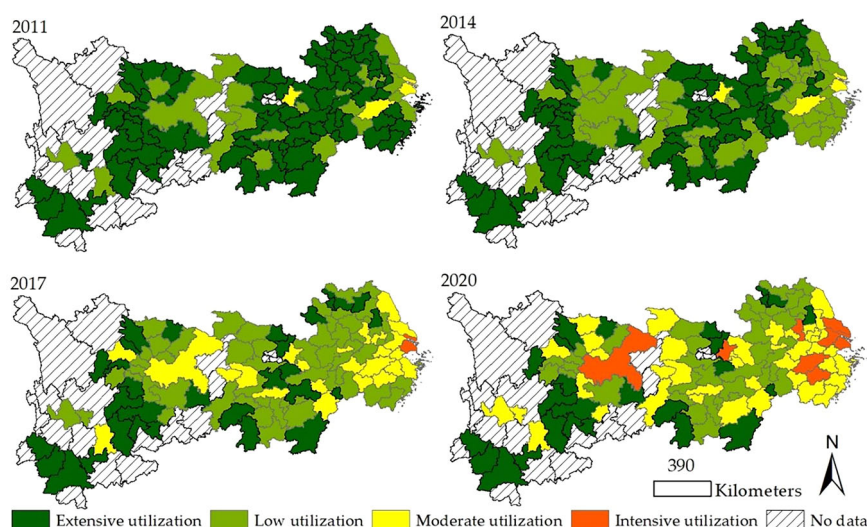 2011
2014
2017
2020
N
390
Kilometers
Extensive utilization Low utilization Moderate utilization Intensive utilization No data